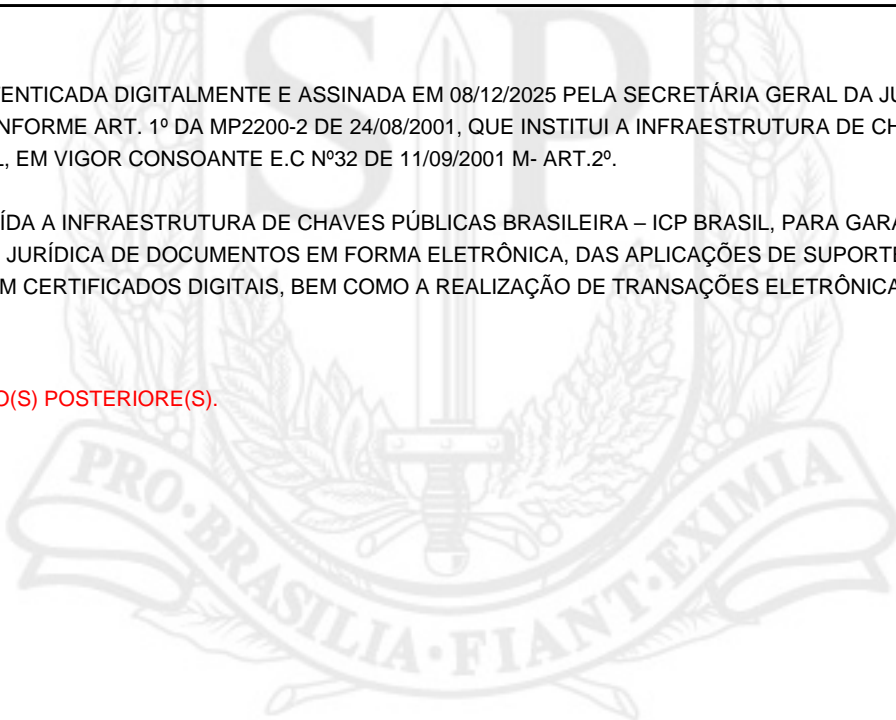 ENTICADA DIGITALMENTE E ASSINADA EM 08/12/2025 PELA SECRETÁRIA GERAL DA JU
NFORME ART. 1º DA MP2200-2 DE 24/08/2001, QUE INSTITUI A INFRAESTRUTURA DE CH
L, EM VIGOR CONSOANTE E.C Nº32 DE 11/09/2001 M- ART.2º.
ÍDA A INFRAESTRUTURA DE CHAVES PÚBLICAS BRASILEIRA – ICP BRASIL, PARA GARA
JURÍDICA DE DOCUMENTOS EM FORMA ELETRÔNICA, DAS APLICAÇÕES DE SUPORTE
M CERTIFICADOS DIGITAIS, BEM COMO A REALIZAÇÃO DE TRANSAÇÕES ELETRÔNICA
O(S) POSTERIORE(S).
SP
PRO·BRASILIA·FIANT·EXIMIA